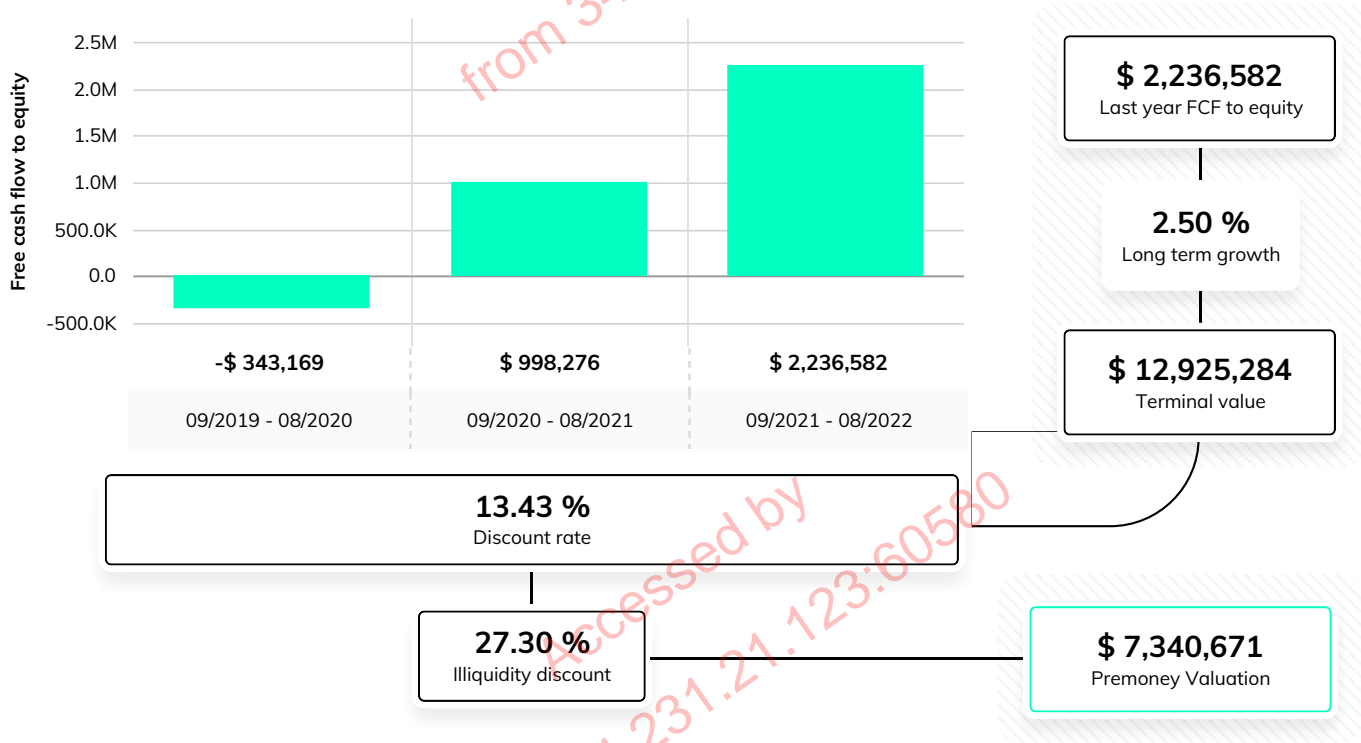 Free cash flow to equity
2.5M
2.0M
1.5M
1.0M
500.0K
0.0
-500.0K
-$ 343,169
$ 998,276
$ 2,236,582
09/2019 - 08/2020
09/2020 - 08/2021
09/2021 - 08/2022
13.43 %
Discount rate
27.30 %
Illiquidity discount
$ 2,236,582
Last year FCF to equity
2.50 %
Long term growth
$ 12,925,284
Terminal value
$ 7,340,671
Premoney Valuation
Accessed by
from 34
.231.21.123:60580